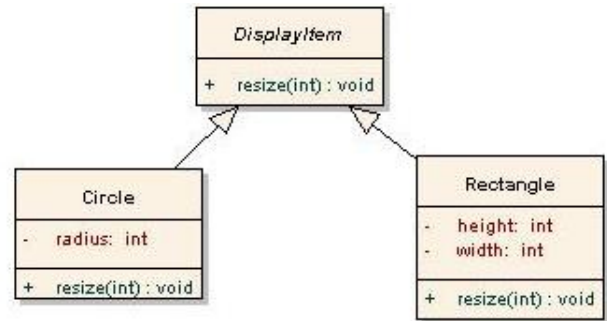 DisplayItem
+ resize(int) : void
Circle
- radius: int
+ resize(int) : void
Rectangle
- height: int
- width: int
+ resize(int) : void